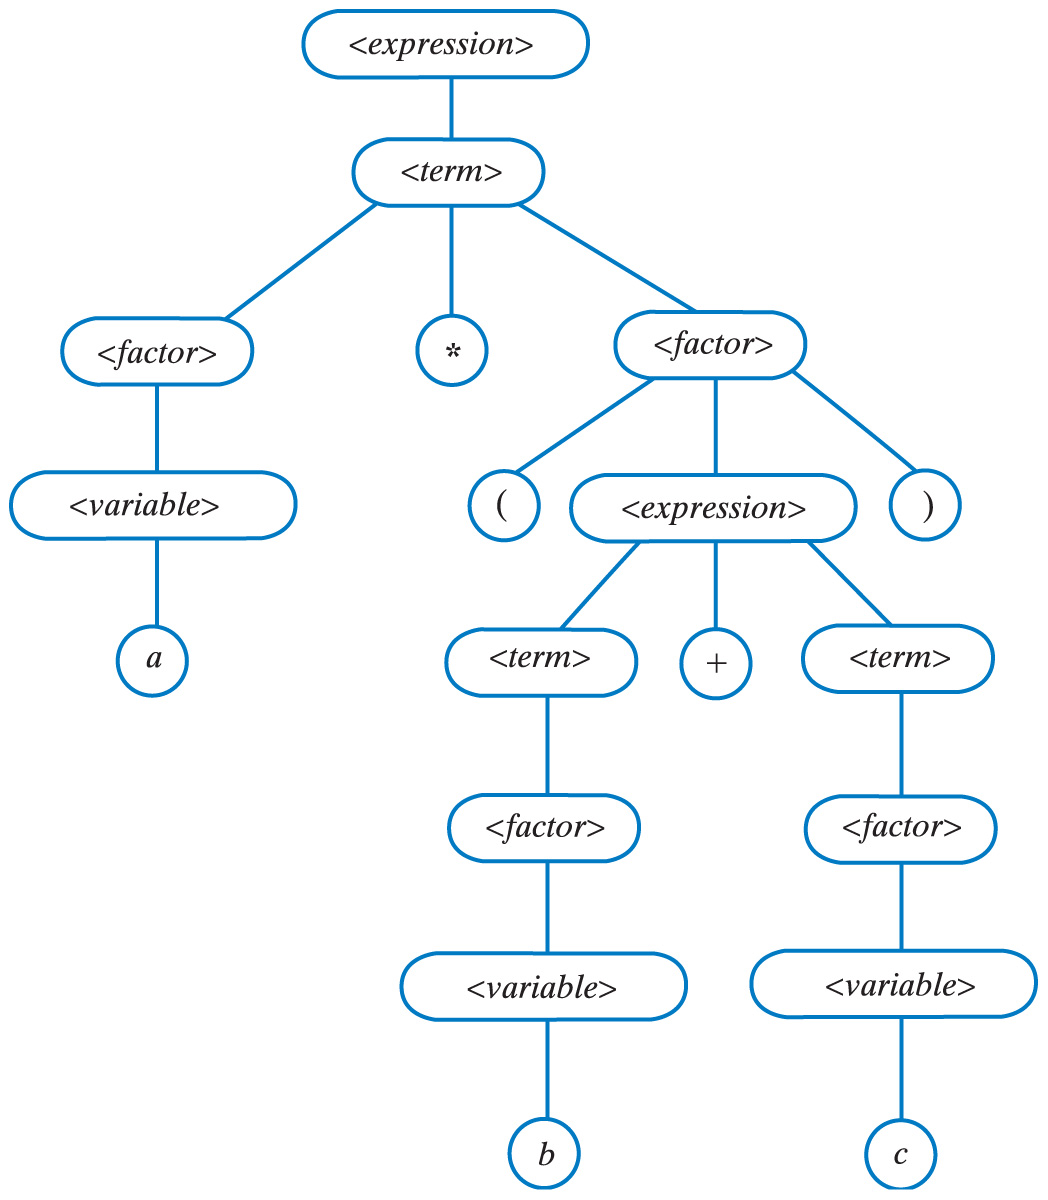 <expression>
<term>
<factor> * <factor>
<variable> ( <expression> )
a <term> + <term>
<factor> <factor>
<variable> <variable>
b c